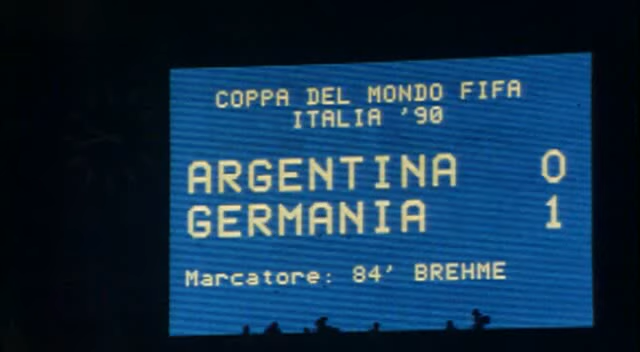 COPPA DEL MONDO FIFA
ITALIA '90
ARGENTINA 0
GERMANIA 1
Marcatore: 84' BREHME